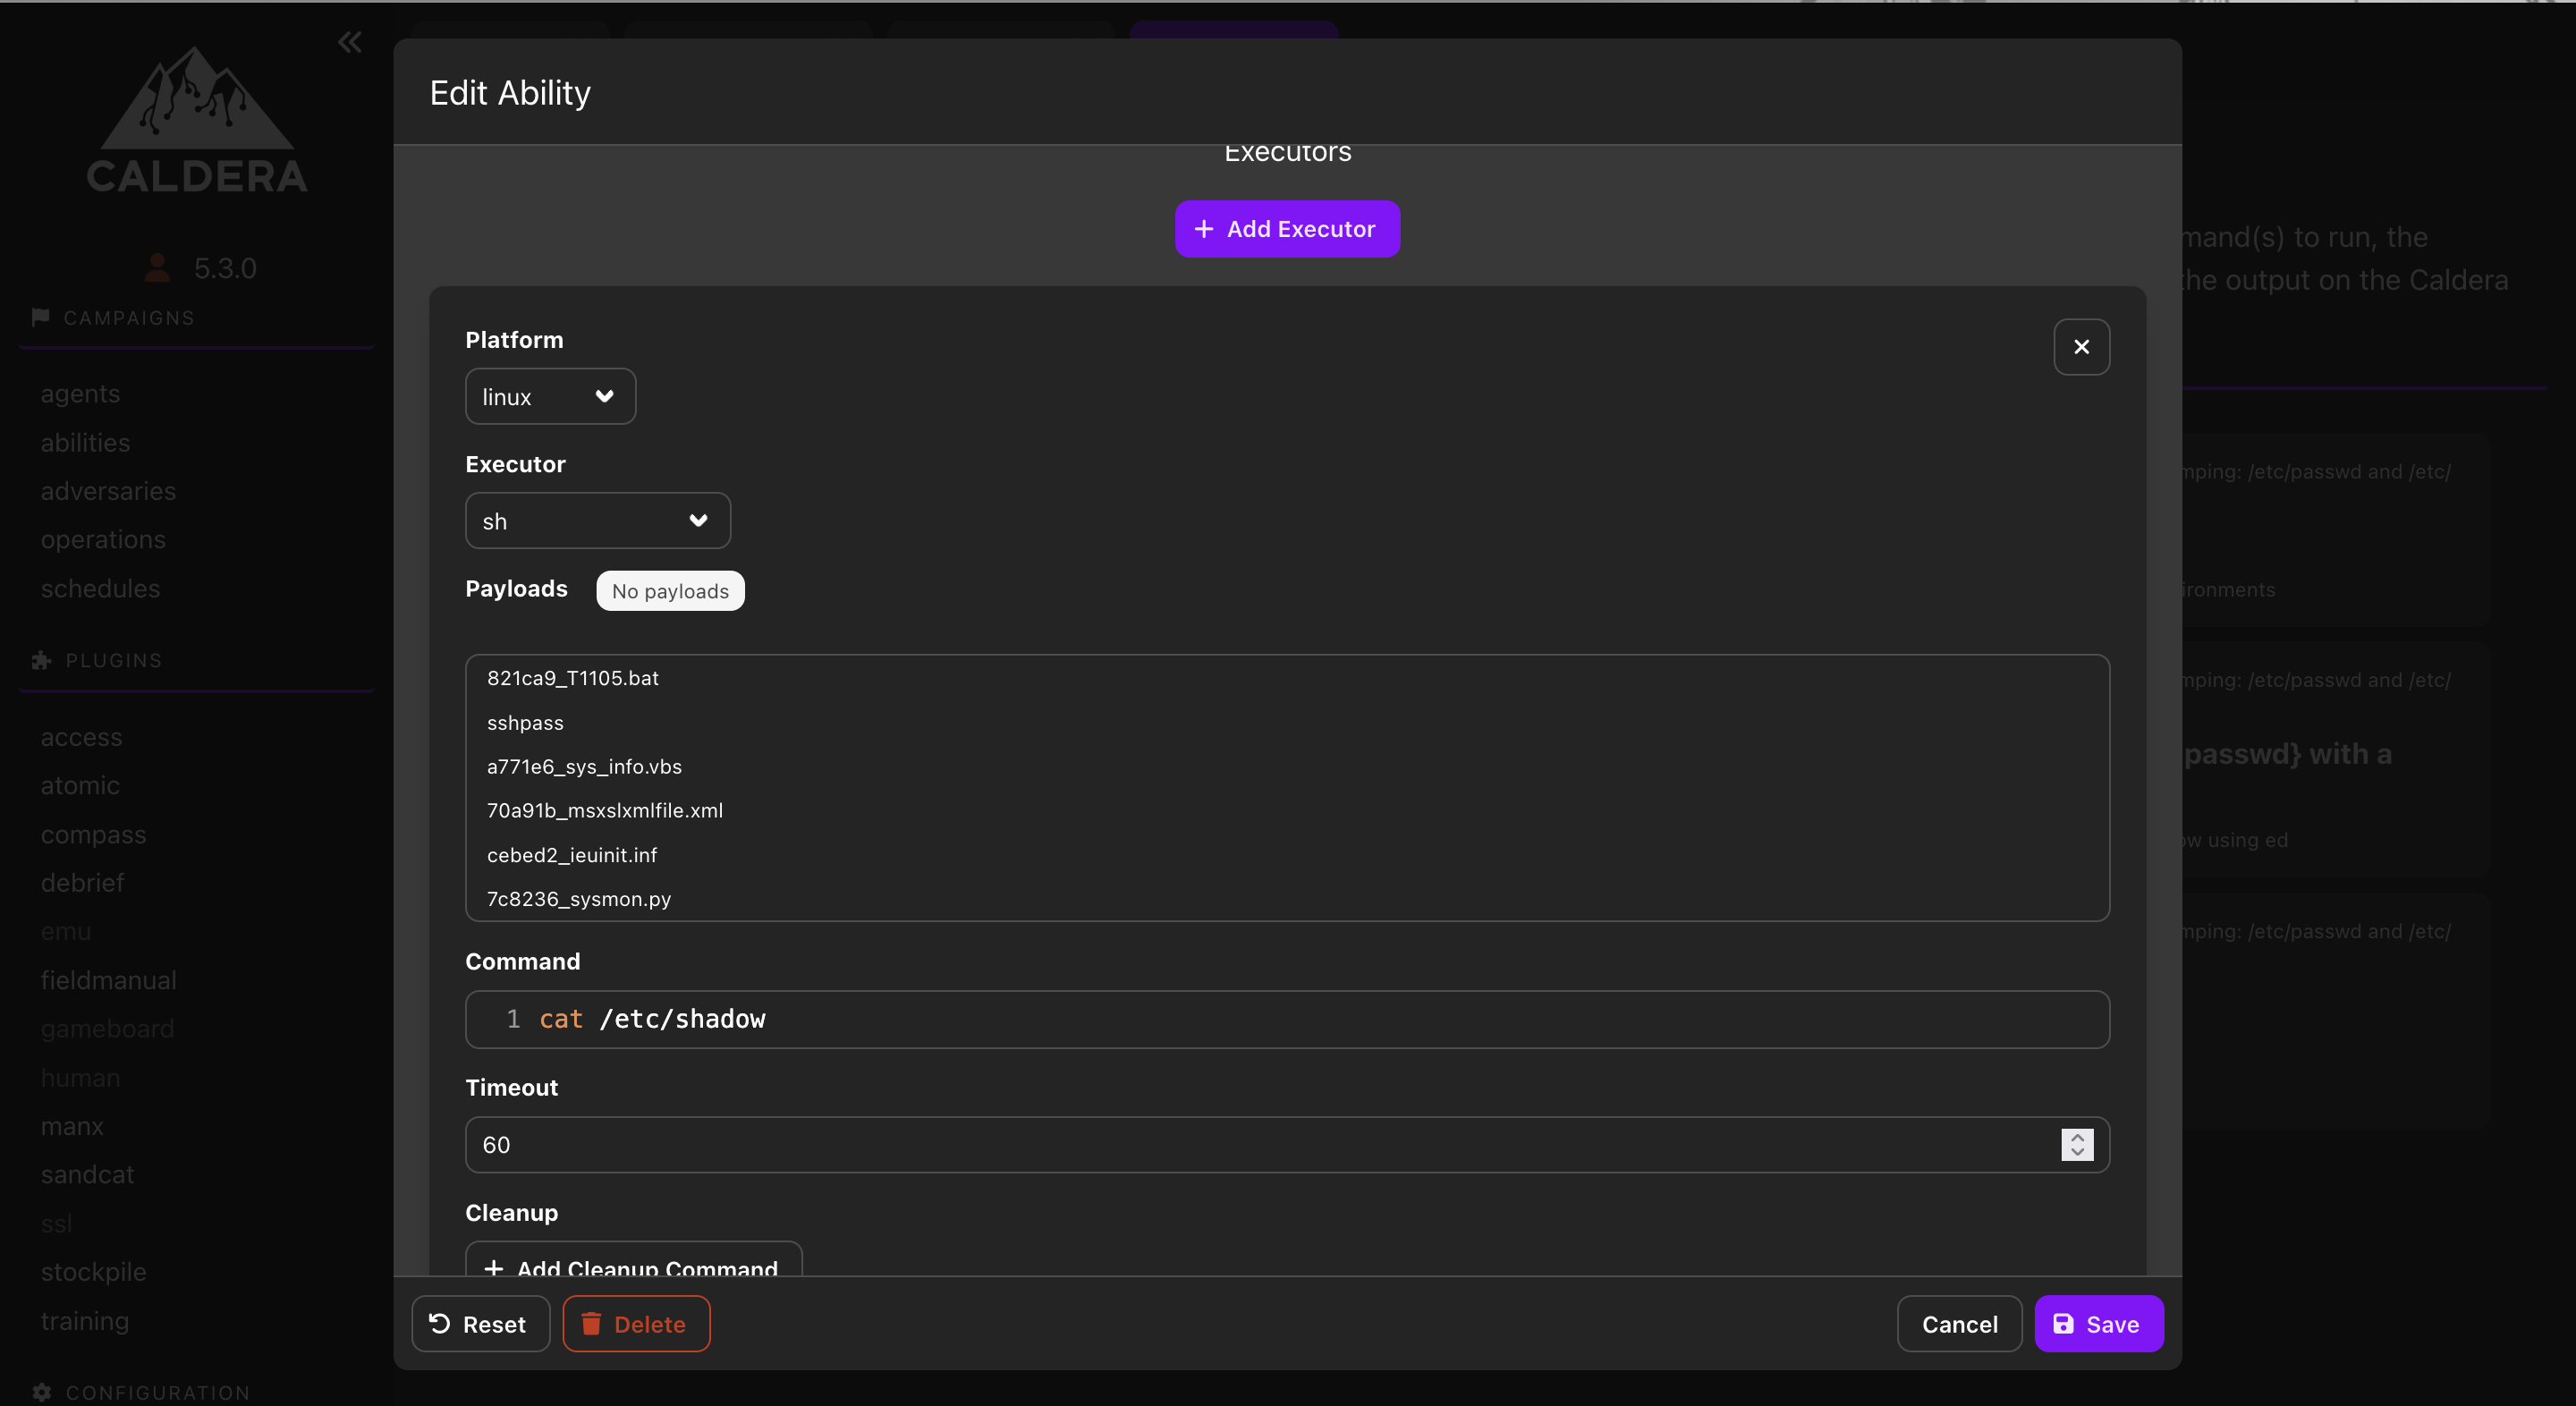 CALDERA
5.3.0
CAMPAIGNS
agents
abilities
adversaries
operations
schedules
PLUGINS
access
atomic
compass
debrief
emu
fieldmanual
gameboard
human
manx
sandcat
ssl
stockpile
training
CONFIGURATION
Edit Ability
Executors
+ Add Executor
Platform
linux
Executor
sh
Payloads No payloads
821ca9_T1105.bat
sshpass
a771e6_sys_info.vbs
70a91b_msxslxmlfile.xml
cebed2_ieuinit.inf
7c8236_sysmon.py
Command
1 cat /etc/shadow
Timeout
60
Cleanup
+ Add Cleanup Command
Reset Delete Cancel Save
mand(s) to run, the
the output on the Caldera
mping: /etc/passwd and /etc/
ironments
mping: /etc/passwd and /etc/
passwd} with a
ow using ed
mping: /etc/passwd and /etc/